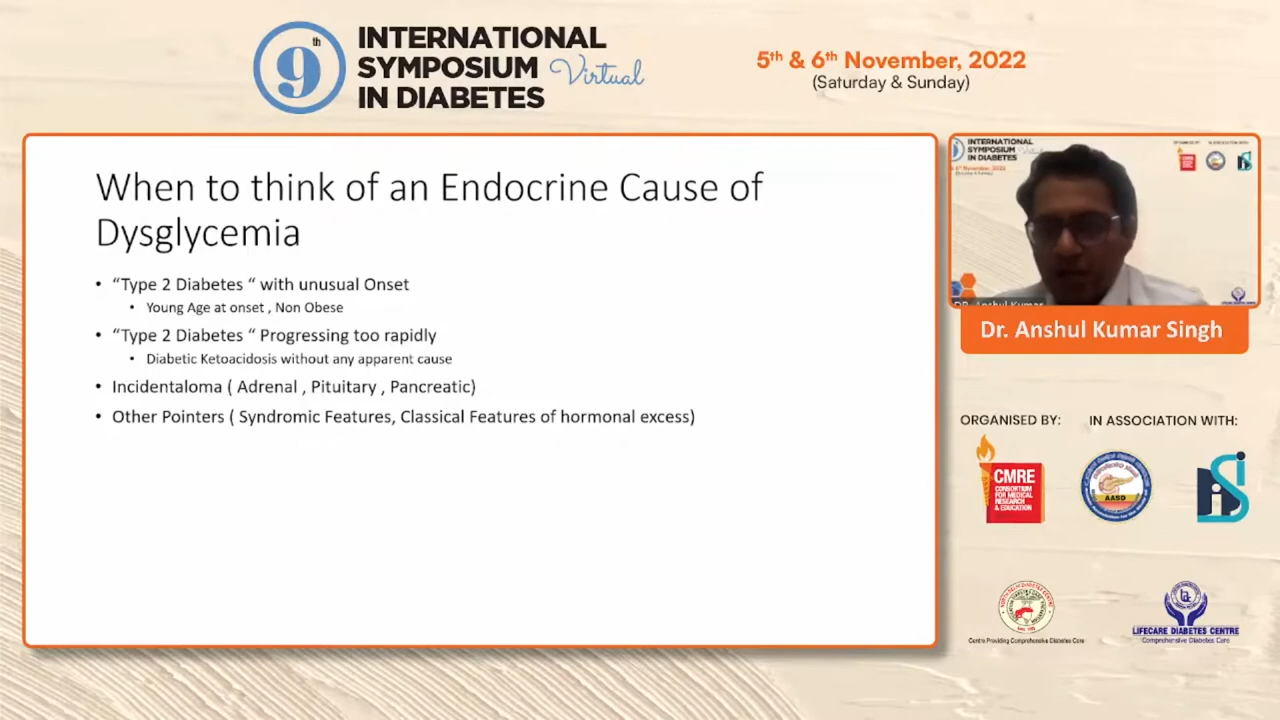 9th
INTERNATIONAL
SYMPOSIUM Virtual
IN DIABETES
5th & 6th November, 2022
(Saturday & Sunday)
When to think of an Endocrine Cause of
Dysglycemia
• “Type 2 Diabetes “ with unusual Onset
• Young Age at onset , Non Obese
• “Type 2 Diabetes “ Progressing too rapidly
• Diabetic Ketoacidosis without any apparent cause
• Incidentaloma ( Adrenal , Pituitary , Pancreatic)
• Other Pointers ( Syndromic Features, Classical Features of hormonal excess)
INTERNATIONAL
SYMPOSIUM
IN DIABETES
DR. Anshul Kumar
Dr. Anshul Kumar Singh
ORGANISED BY:
IN ASSOCIATION WITH:
CMRE
CONSORTIUM
FOR MEDICAL
RESEARCH
& EDUCATION
AASD
Centre Providing Comprehensive Diabetes Care
LIFECARE DIABETES CENTRE
Comprehensive Diabetes Care